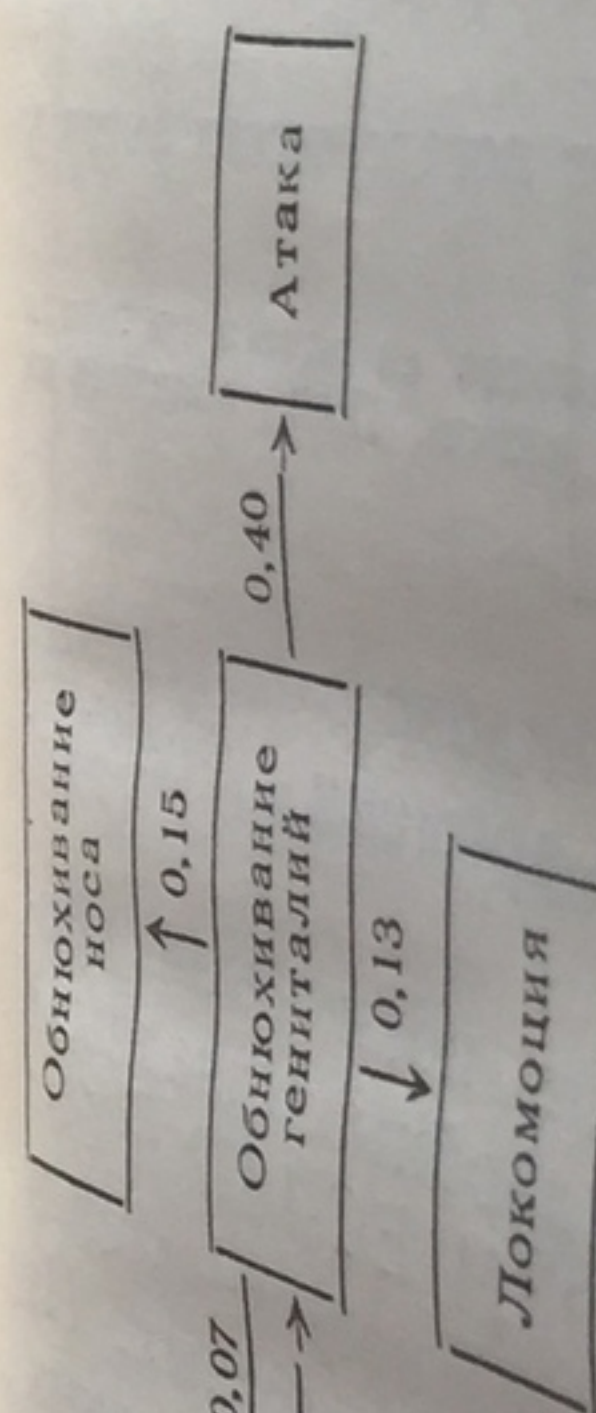 Обнюхивание
носа
0,15
Обнюхивание
гениталий
0,40
Атака
0,13
Локомоция
0,07